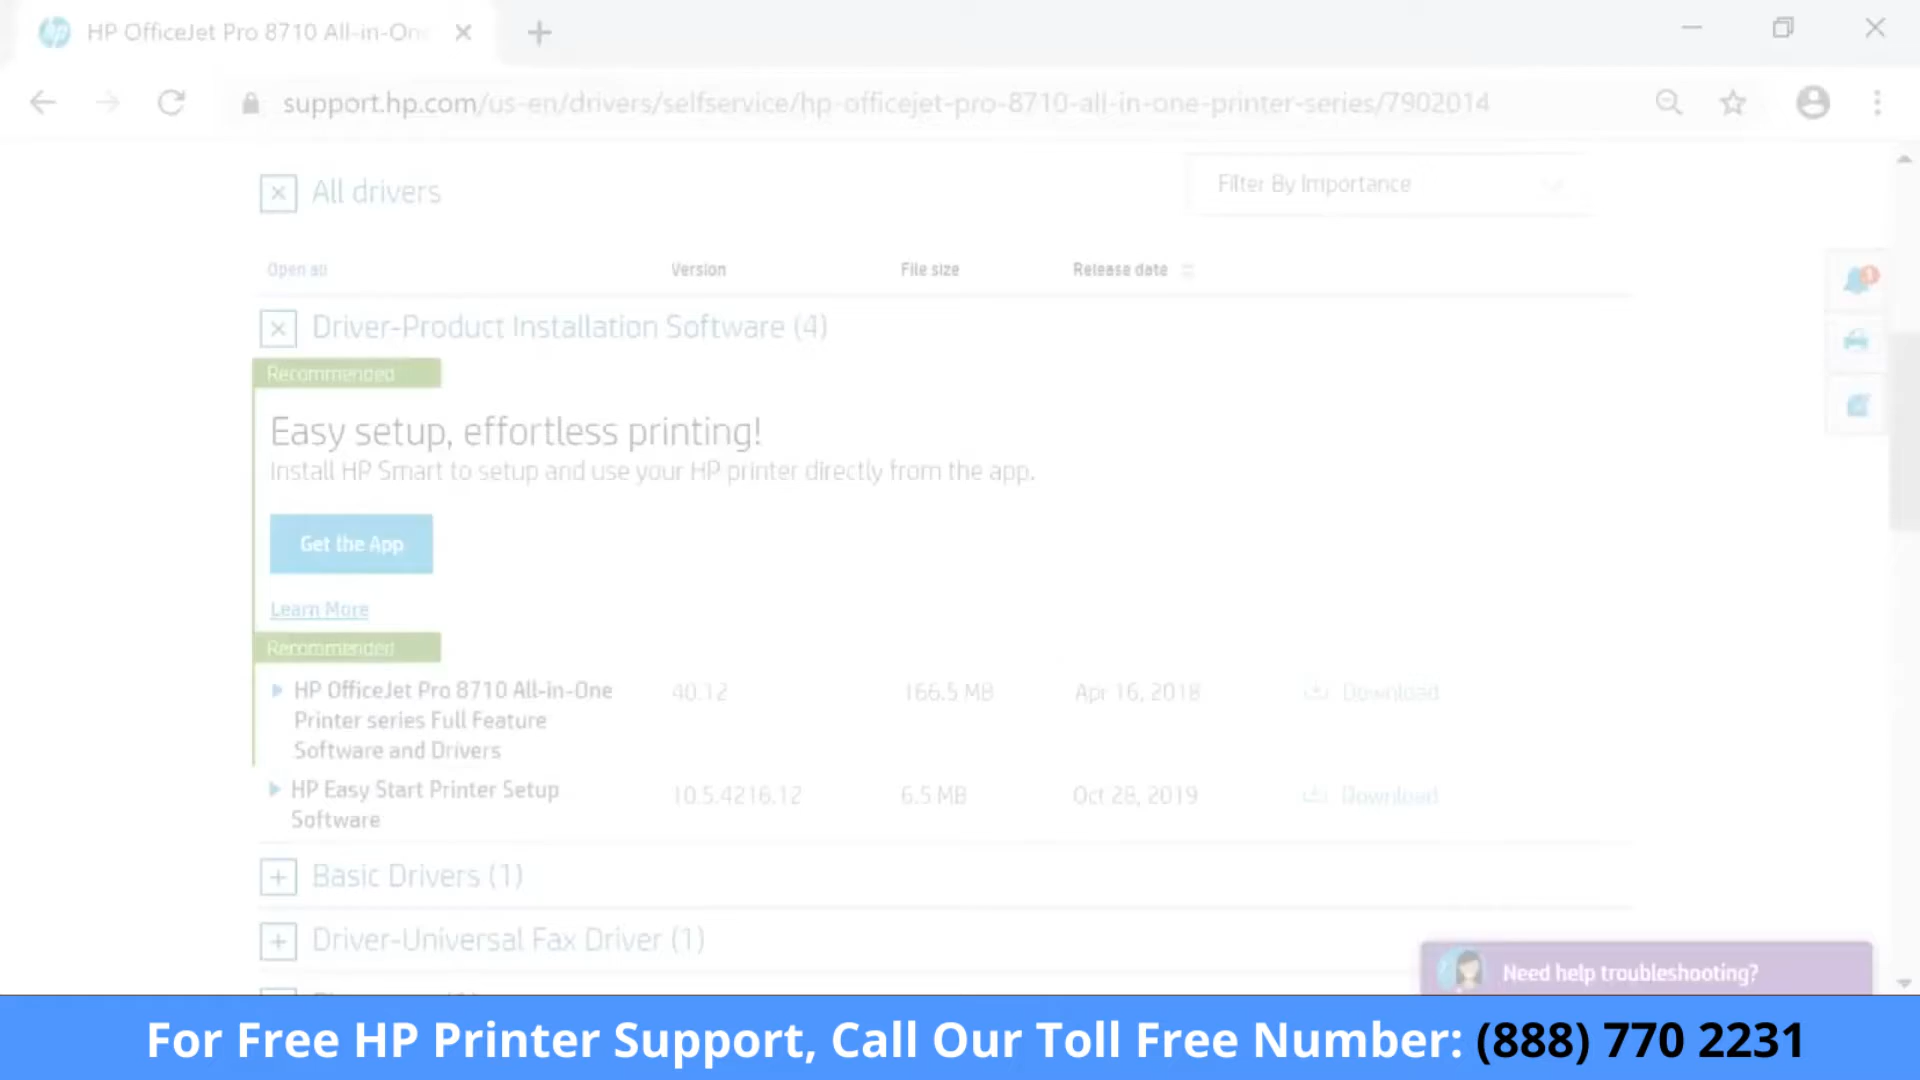 HP OfficeJet Pro 8710 All-in-On
support.hp.com/us-en/drivers/selfservice/hp-officejet-pro-8710-all-in-one-printer-series/7902014
All drivers
Filter By Importance
Open all Version File size Release date
Driver-Product Installation Software (4)
Recommended
Easy setup, effortless printing!
Install HP Smart to setup and use your HP printer directly from the app.
Get the App
Learn More
Recommended
HP OfficeJet Pro 8710 All-in-One 40.12 166.5 MB Apr 16, 2018 Download
Printer series Full Feature
Software and Drivers
HP Easy Start Printer Setup 10.5.4216.12 6.5 MB Oct 28, 2019 Download
Software
Basic Drivers (1)
Driver-Universal Fax Driver (1)
Need help troubleshooting?
For Free HP Printer Support, Call Our Toll Free Number: (888) 770 2231